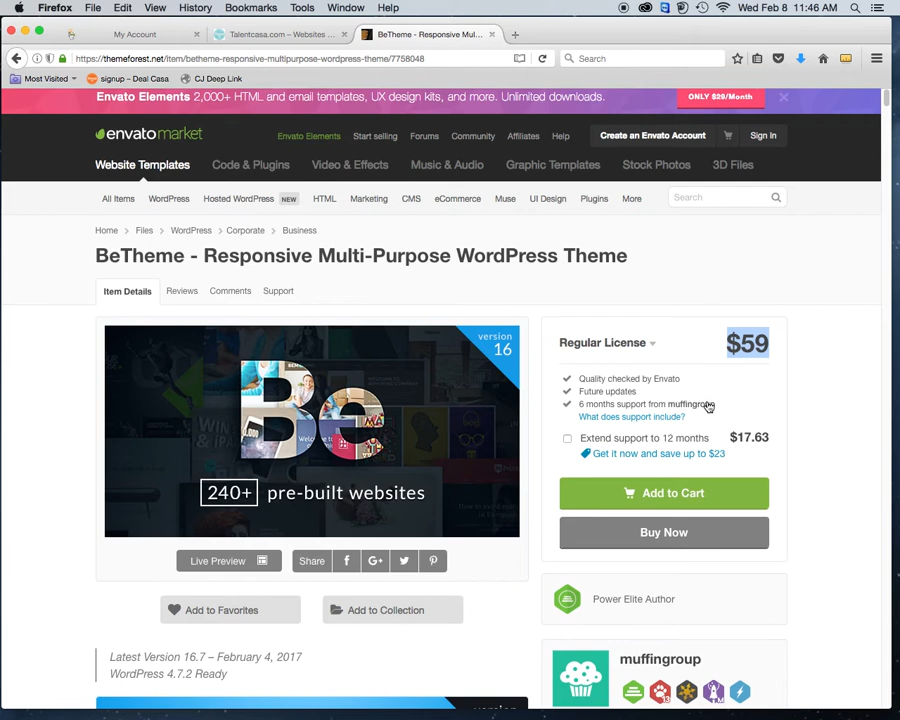 Firefox File Edit View History Bookmarks Tools Window Help Wed Feb 8 11:46 AM
My Account × Talentcasa.com – Websites ... × BeTheme - Responsive Mul... × +
https://themeforest.net/item/betheme-responsive-multipurpose-wordpress-theme/7758048 Search
Most Visited signup – Deal Casa CJ Deep Link
Envato Elements 2,000+ HTML and email templates, UX design kits, and more. Unlimited downloads. ONLY $29/Month
envatomarket Envato Elements Start selling Forums Community Affiliates Help Create an Envato Account Sign In
Website Templates Code & Plugins Video & Effects Music & Audio Graphic Templates Stock Photos 3D Files
All Items WordPress Hosted WordPress NEW HTML Marketing CMS eCommerce Muse UI Design Plugins More Search
Home > Files > WordPress > Corporate > Business
BeTheme - Responsive Multi-Purpose WordPress Theme
Item Details Reviews Comments Support
version
16
Be
240+ pre-built websites
Live Preview Share
Add to Favorites Add to Collection
Latest Version 16.7 – February 4, 2017
WordPress 4.7.2 Ready
version
Regular License $59
Quality checked by Envato
Future updates
6 months support from muffingroup
What does support include?
Extend support to 12 months $17.63
Get it now and save up to $23
Add to Cart
Buy Now
Power Elite Author
muffingroup